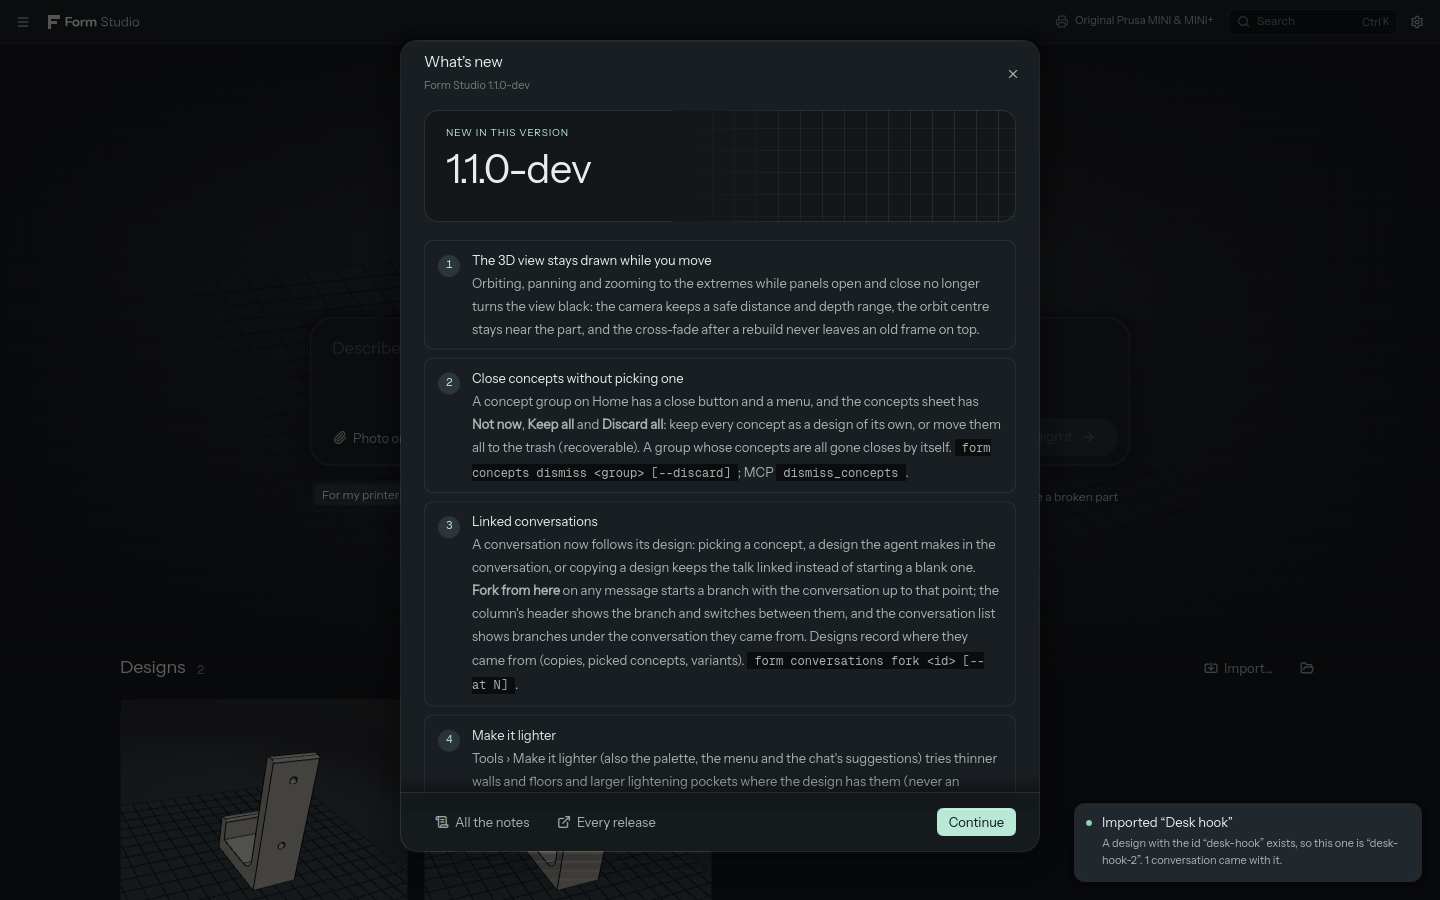 Form Studio
Original Prusa MINI & MINI+
Search
Ctrl K
What's new
Form Studio 1.1.0-dev
NEW IN THIS VERSION
1.1.0-dev
1
The 3D view stays drawn while you move
Orbiting, panning and zooming to the extremes while panels open and close no longer
turns the view black: the camera keeps a safe distance and depth range, the orbit centre
stays near the part, and the cross-fade after a rebuild never leaves an old frame on top.
2
Close concepts without picking one
A concept group on Home has a close button and a menu, and the concepts sheet has
Not now, Keep all and Discard all: keep every concept as a design of its own, or move them
all to the trash (recoverable). A group whose concepts are all gone closes by itself. form
concepts dismiss <group> [--discard] ; MCP dismiss_concepts .
3
Linked conversations
A conversation now follows its design: picking a concept, a design the agent makes in the
conversation, or copying a design keeps the talk linked instead of starting a blank one.
Fork from here on any message starts a branch with the conversation up to that point; the
column's header shows the branch and switches between them, and the conversation list
shows branches under the conversation they came from. Designs record where they
came from (copies, picked concepts, variants). form conversations fork <id> [--
at N] .
4
Make it lighter
Tools › Make it lighter (also the palette, the menu and the chat's suggestions) tries thinner
walls and floors and larger lightening pockets where the design has them (never an
All the notes
Every release
Continue
Describe
Photo o
sign it
For my printer
e a broken part
Designs 2
Import...
Imported “Desk hook”
A design with the id “desk-hook” exists, so this one is “desk-
hook-2”. 1 conversation came with it.